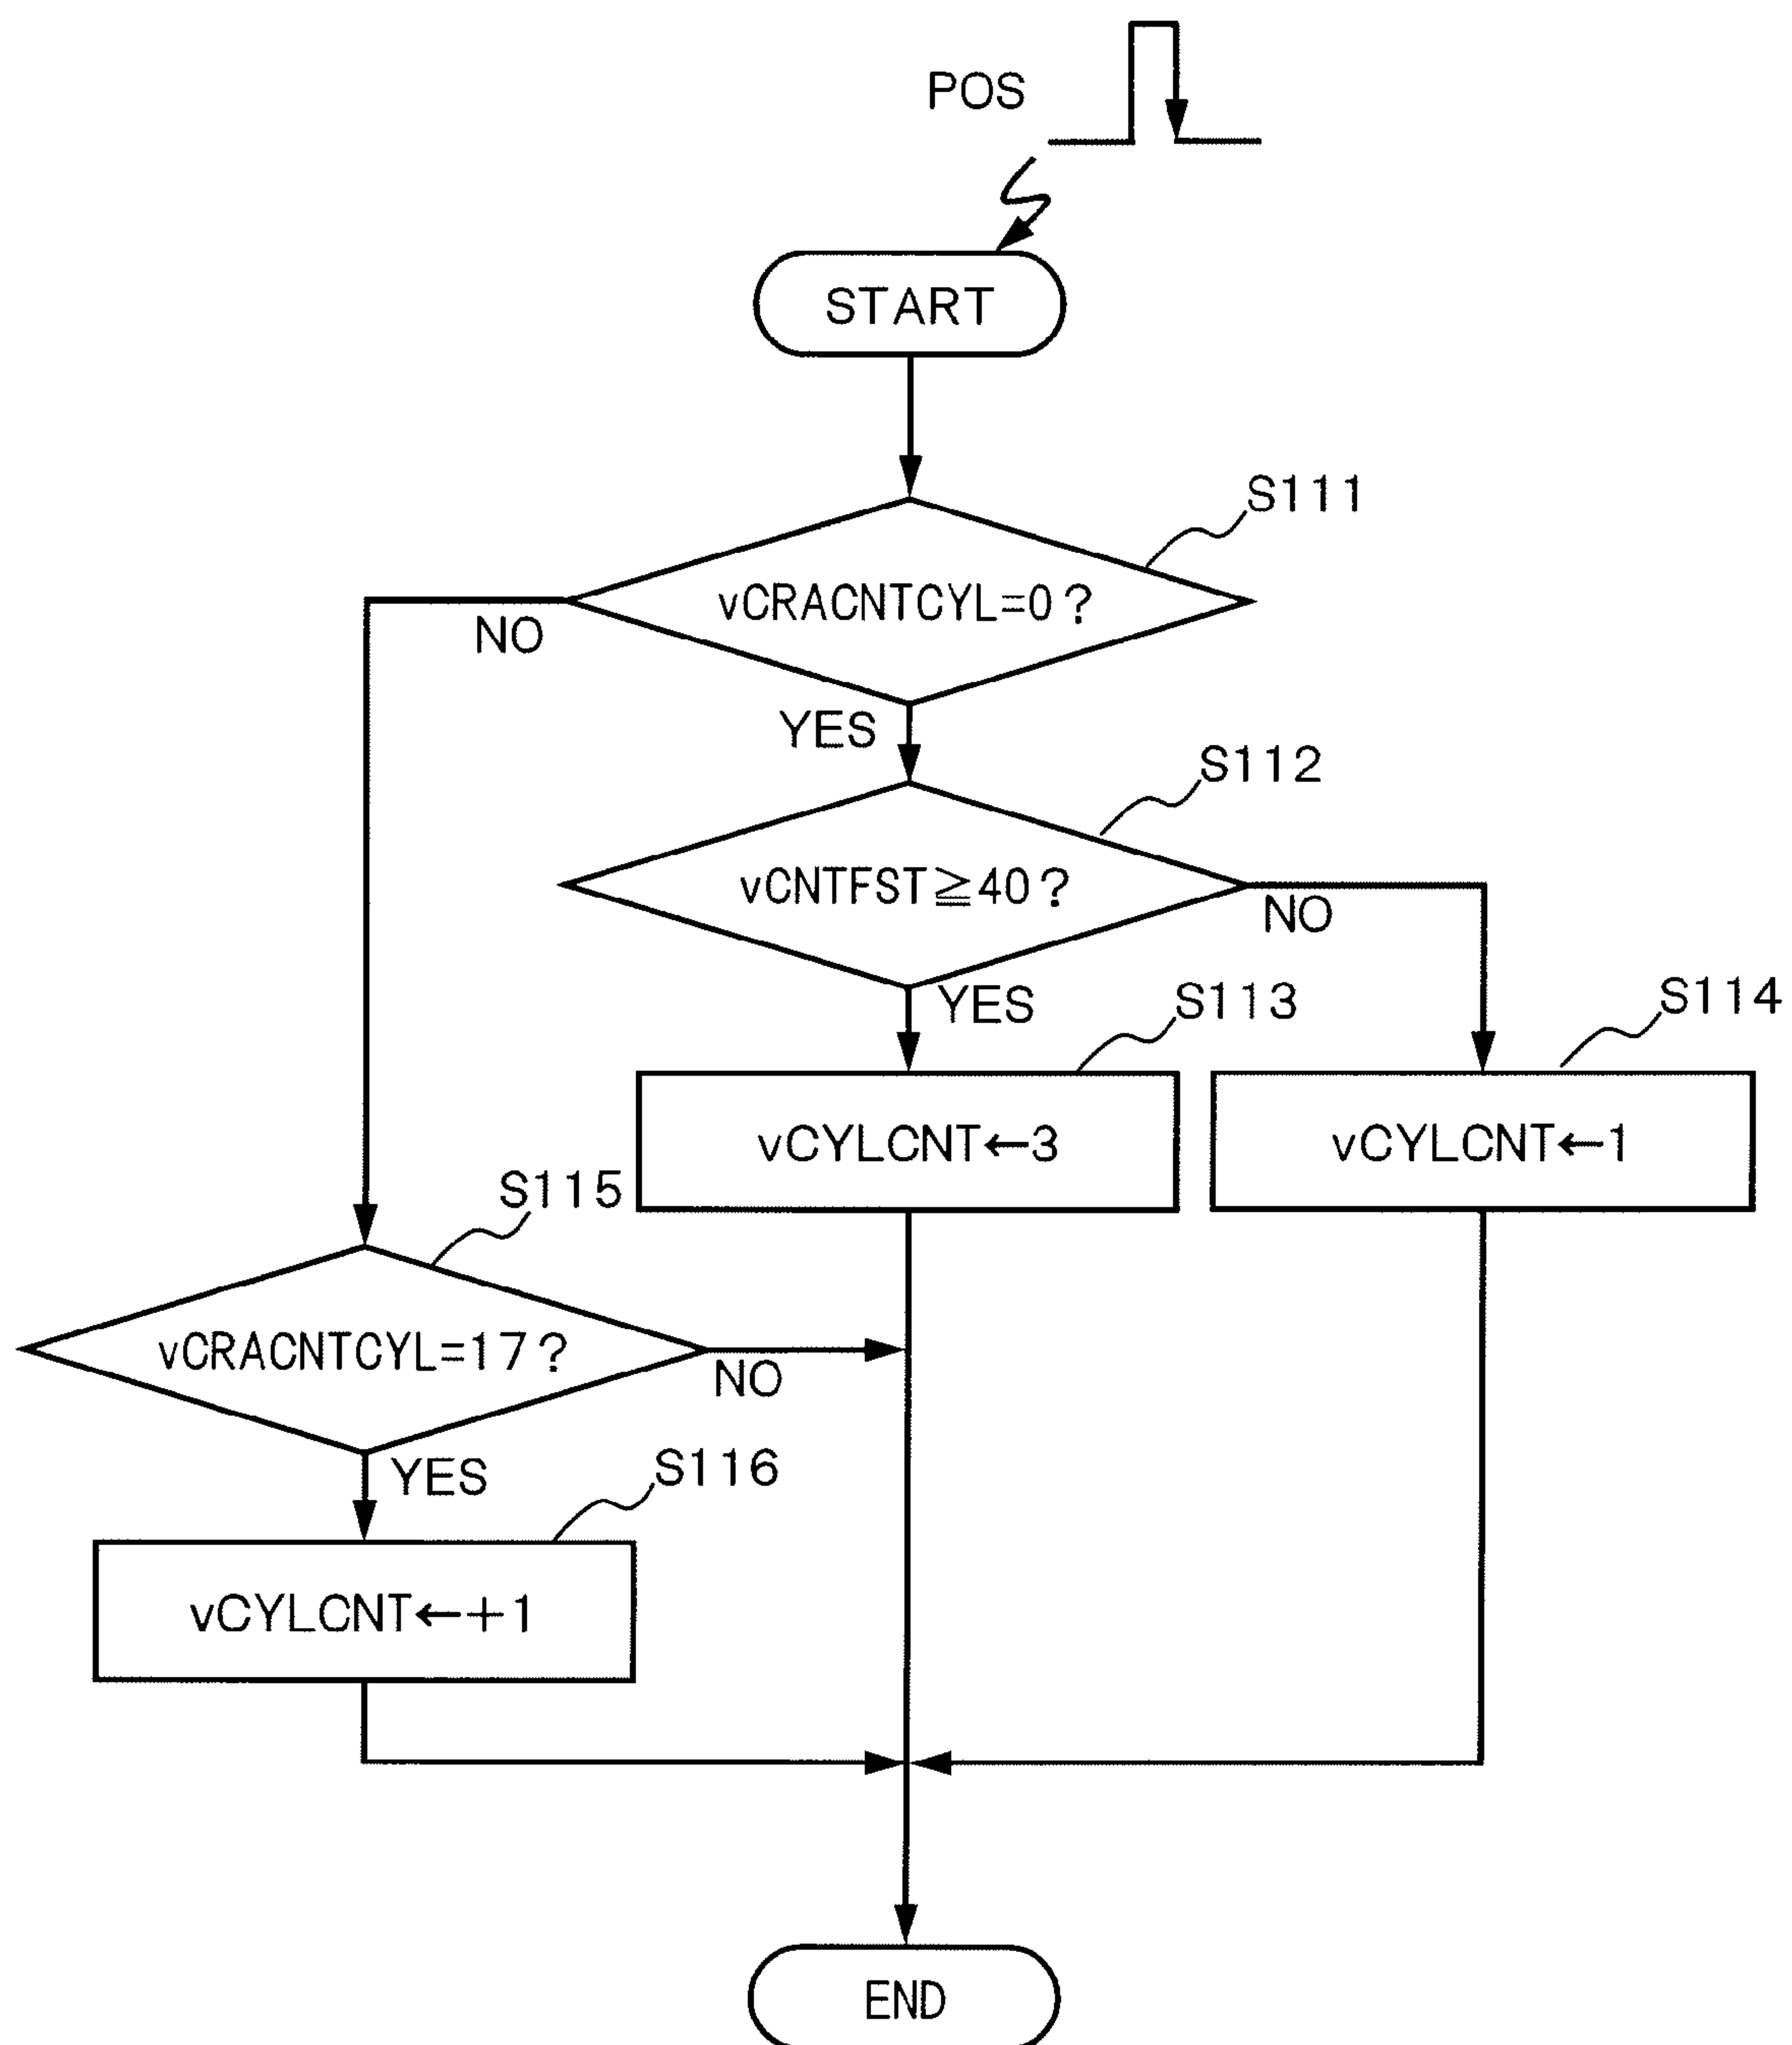 POS
START
S111
vCRACNTCYL=0?
NO
YES
S112
vCNTFST≧40?
NO
YES
S113
S114
vCYLCNT←3
vCYLCNT←1
S115
vCRACNTCYL=17?
NO
YES
S116
vCYLCNT←+1
END